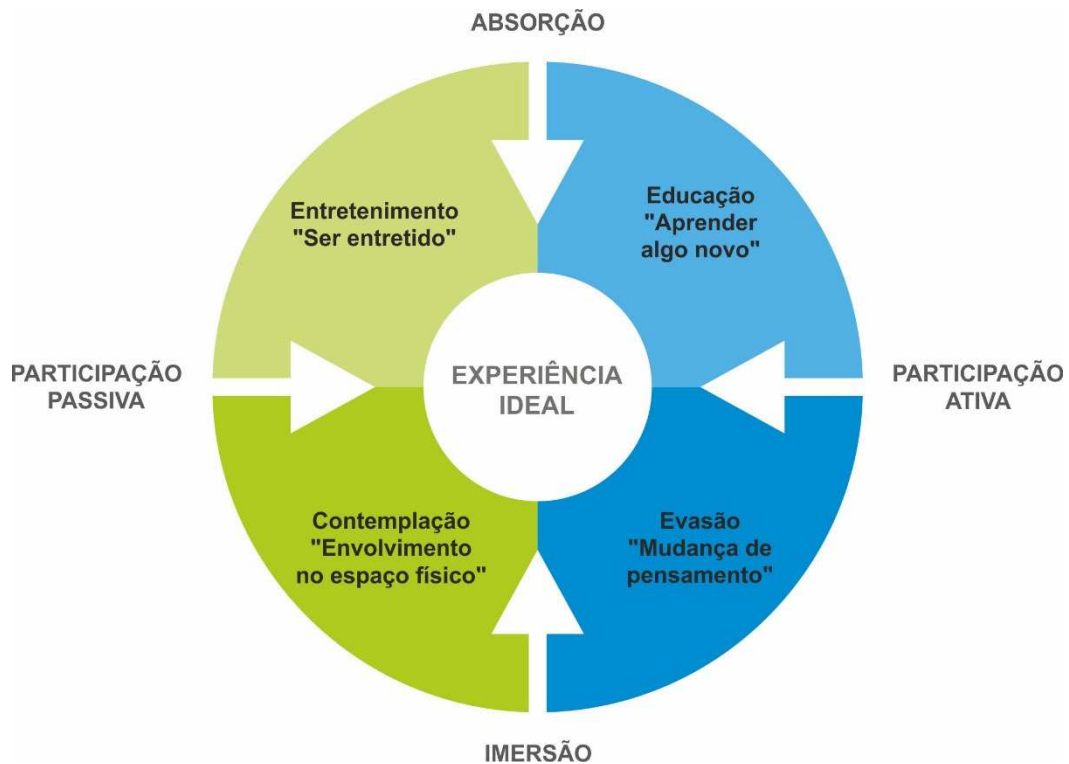 ABSORÇÃO
Entretenimento
"Ser entretido"
Educação
"Aprender
algo novo"
PARTICIPAÇÃO
PASSIVA
EXPERIÊNCIA
IDEAL
PARTICIPAÇÃO
ATIVA
Contemplação
"Envolvimento
no espaço físico"
Evasão
"Mudança de
pensamento"
IMERSÃO